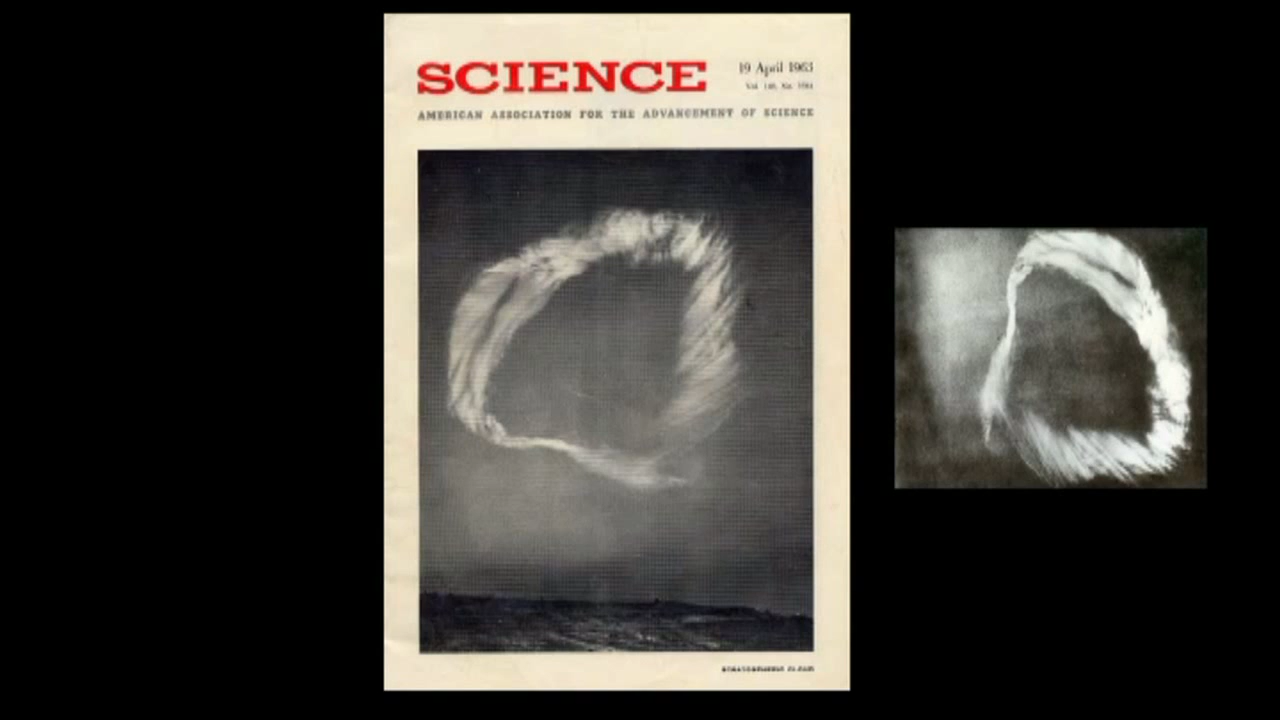 SCIENCE
19 April 1963
AMERICAN ASSOCIATION FOR THE ADVANCEMENT OF SCIENCE